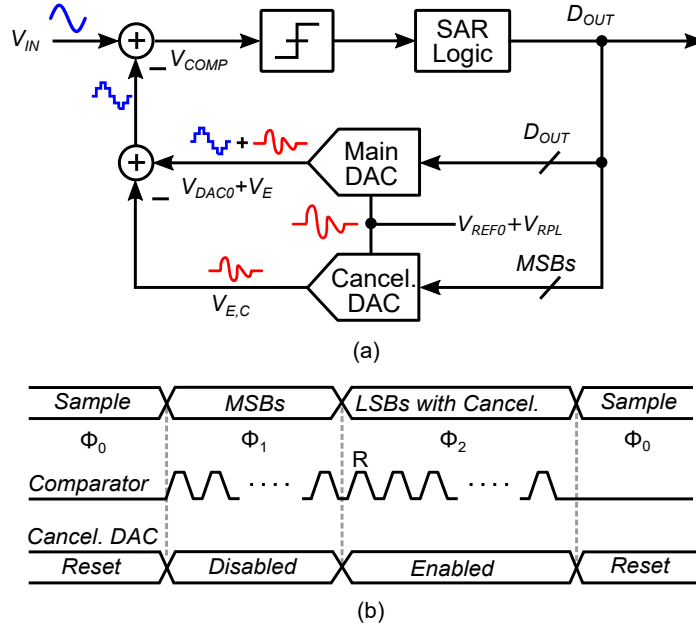 V_IN
+
−
V_COMP
SAR
Logic
D_OUT
+
−
+
V_DAC0+V_E
Main
DAC
D_OUT
V_REF0+V_RPL
V_E,C
Cancel.
DAC
MSBs
(a)
Sample
MSBs
LSBs with Cancel.
Sample
Φ0
Φ1
Φ2
Φ0
R
Comparator
Cancel. DAC
Reset
Disabled
Enabled
Reset
(b)